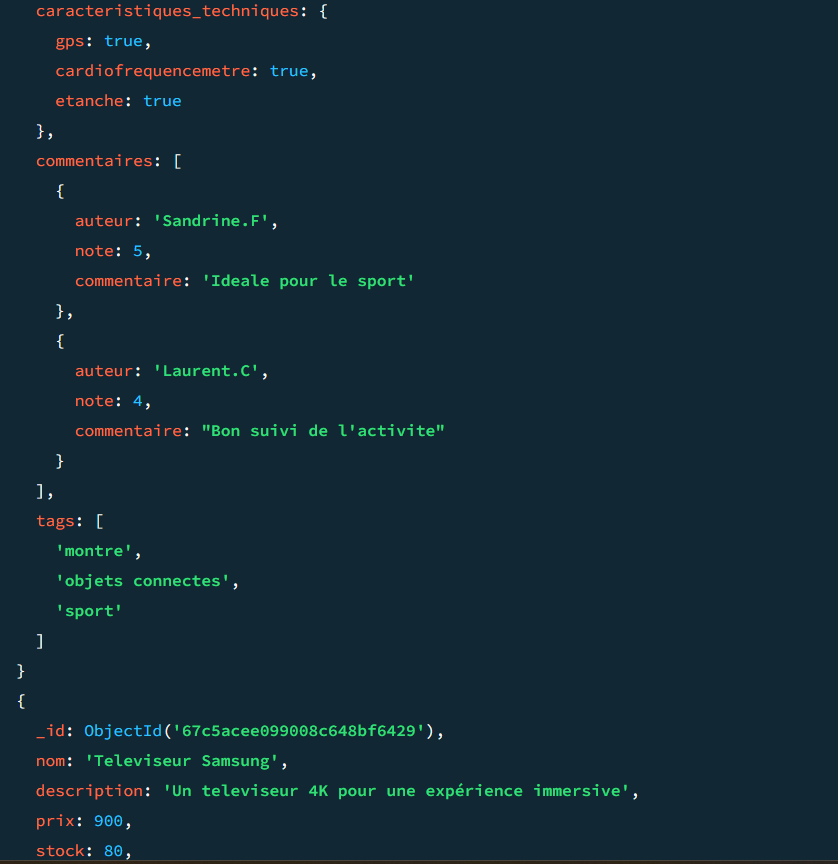 caracteristiques_techniques: {
gps: true,
cardiofrequencemetre: true,
etanche: true
},
commentaires: [
{
auteur: 'Sandrine.F',
note: 5,
commentaire: 'Ideale pour le sport'
},
{
auteur: 'Laurent.C',
note: 4,
commentaire: "Bon suivi de l'activite"
}
],
tags: [
'montre',
'objets connectes',
'sport'
]
}
{
_id: ObjectId('67c5acee099008c648bf6429'),
nom: 'Televiseur Samsung',
description: 'Un televiseur 4K pour une expérience immersive',
prix: 900,
stock: 80,